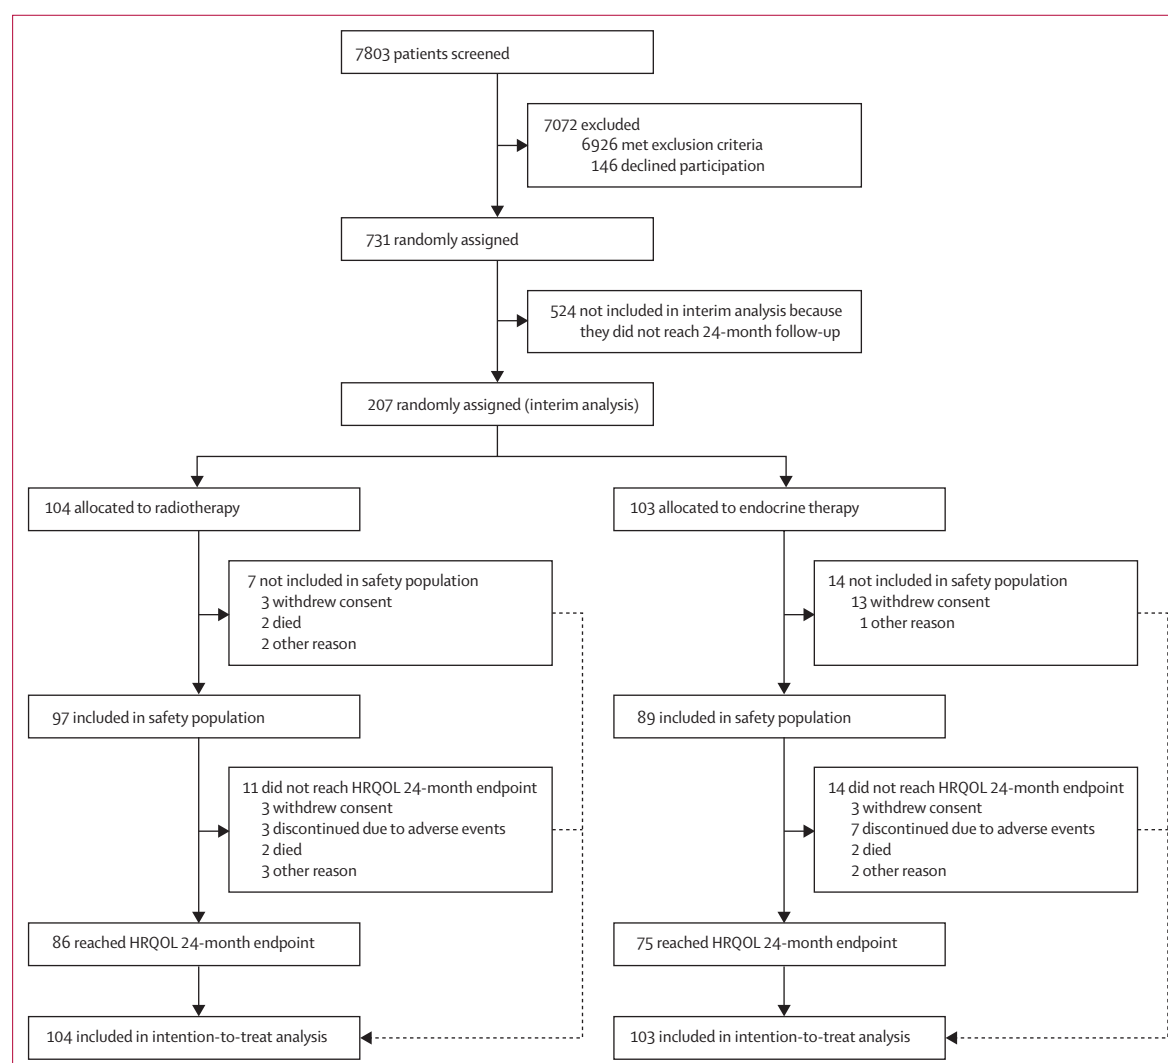 7803 patients screened
7072 excluded
6926 met exclusion criteria
146 declined participation
731 randomly assigned
524 not included in interim analysis because
they did not reach 24-month follow-up
207 randomly assigned (interim analysis)
104 allocated to radiotherapy
7 not included in safety population
3 withdrew consent
2 died
2 other reason
97 included in safety population
11 did not reach HRQOL 24-month endpoint
3 withdrew consent
3 discontinued due to adverse events
2 died
3 other reason
86 reached HRQOL 24-month endpoint
104 included in intention-to-treat analysis
103 allocated to endocrine therapy
14 not included in safety population
13 withdrew consent
1 other reason
89 included in safety population
14 did not reach HRQOL 24-month endpoint
3 withdrew consent
7 discontinued due to adverse events
2 died
2 other reason
75 reached HRQOL 24-month endpoint
103 included in intention-to-treat analysis